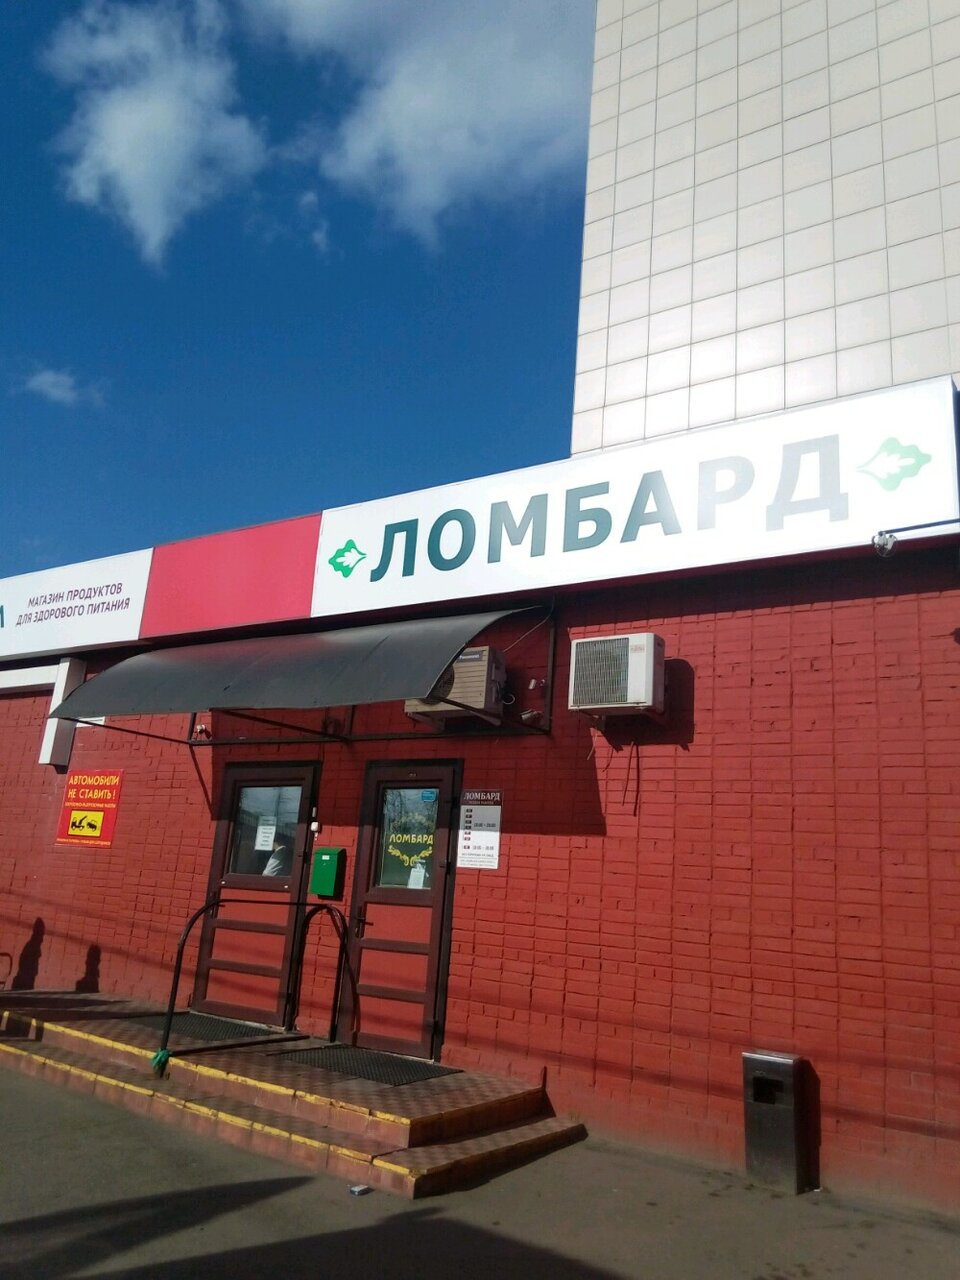 МАГАЗИН ПРОДУКТОВ
ДЛЯ ЗДОРОВОГО ПИТАНИЯ
ЛОМБАРД
АВТОМОБИЛИ
НЕ СТАВИТЬ!
ЛОМБАРД
ЛОМБАРД